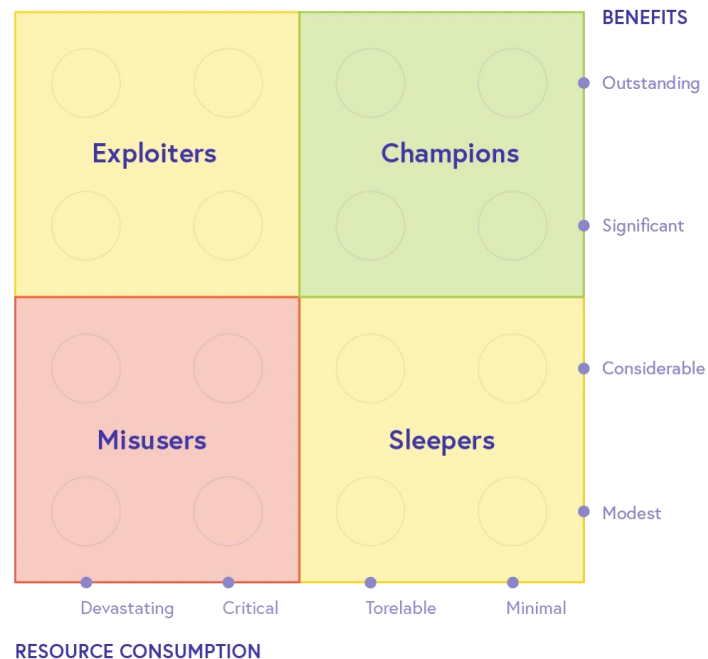 BENEFITS
Outstanding
Exploiters
Champions
Significant
Considerable
Misusers
Sleepers
Modest
Devastating
Critical
Torelable
Minimal
RESOURCE CONSUMPTION